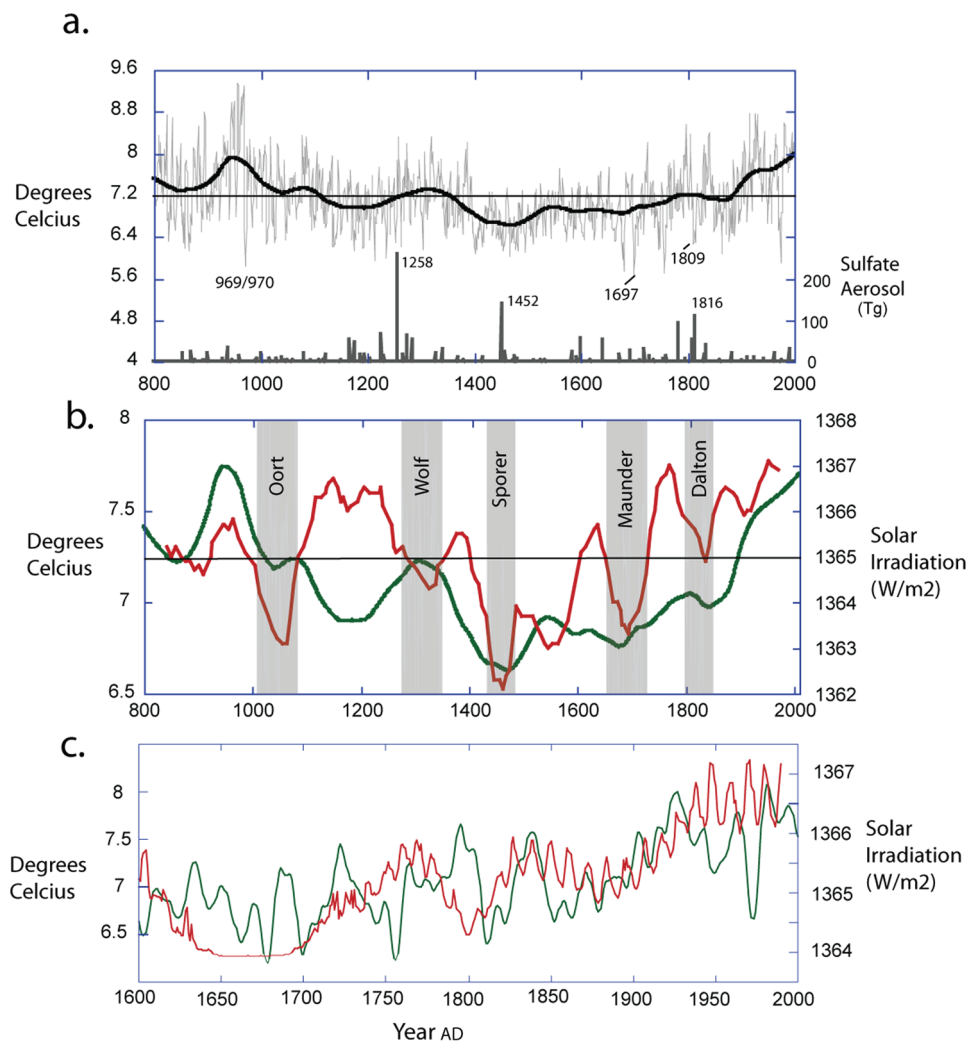 a.
9.6
8.8
8
7.2
6.4
5.6
4.8
4
Degrees
Celcius
969/970
1258
1452
1697
1809
1816
Sulfate
Aerosol
(Tg)
200
100
0
800 1000 1200 1400 1600 1800 2000
b.
8
7.5
7
6.5
Degrees
Celcius
Oort
Wolf
Sporer
Maunder
Dalton
1368
1367
1366
1365
1364
1363
1362
Solar
Irradiation
(W/m2)
800 1000 1200 1400 1600 1800 2000
c.
8
7.5
7
6.5
Degrees
Celcius
1367
1366
1365
1364
Solar
Irradiation
(W/m2)
1600 1650 1700 1750 1800 1850 1900 1950 2000
Year AD